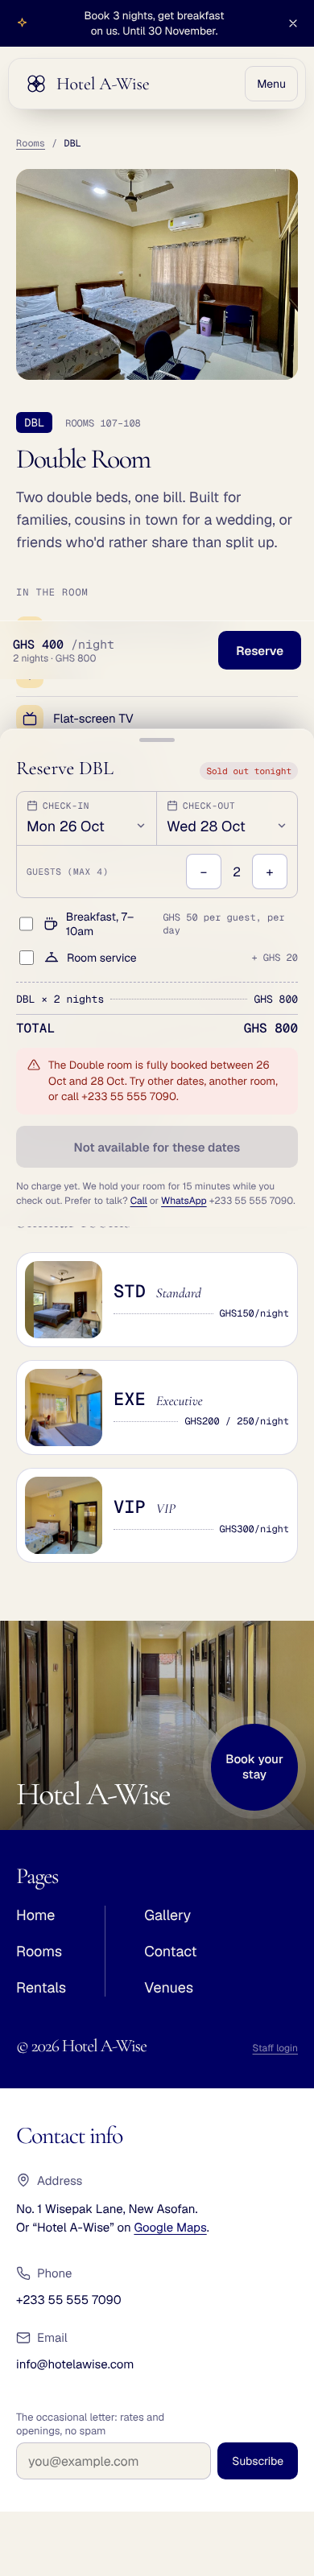 Book 3 nights, get breakfast
on us. Until 30 November.
Hotel A-Wise
Menu
Rooms / DBL
DBL
ROOMS 107–108
Double Room
Two double beds, one bill. Built for
families, cousins in town for a wedding, or
friends who'd rather share than split up.
IN THE ROOM
GHS 400 /night
2 nights · GHS 800
Reserve
Flat-screen TV
Reserve DBL
Sold out tonight
CHECK-IN
Mon 26 Oct
CHECK-OUT
Wed 28 Oct
GUESTS (MAX 4)
− 2 +
Breakfast, 7–
10am
GHS 50 per guest, per
day
Room service
+ GHS 20
DBL × 2 nights GHS 800
TOTAL GHS 800
The Double room is fully booked between 26
Oct and 28 Oct. Try other dates, another room,
or call +233 55 555 7090.
Not available for these dates
No charge yet. We hold your room for 15 minutes while you
check out. Prefer to talk? Call or WhatsApp +233 55 555 7090.
STD Standard
GHS150/night
EXE Executive
GHS200 / 250/night
VIP VIP
GHS300/night
Hotel A-Wise
Book your
stay
Pages
Home
Rooms
Rentals
Gallery
Contact
Venues
© 2026 Hotel A-Wise
Staff login
Contact info
Address
No. 1 Wisepak Lane, New Asofan.
Or “Hotel A-Wise” on Google Maps.
Phone
+233 55 555 7090
Email
info@hotelawise.com
The occasional letter: rates and
openings, no spam
you@example.com
Subscribe